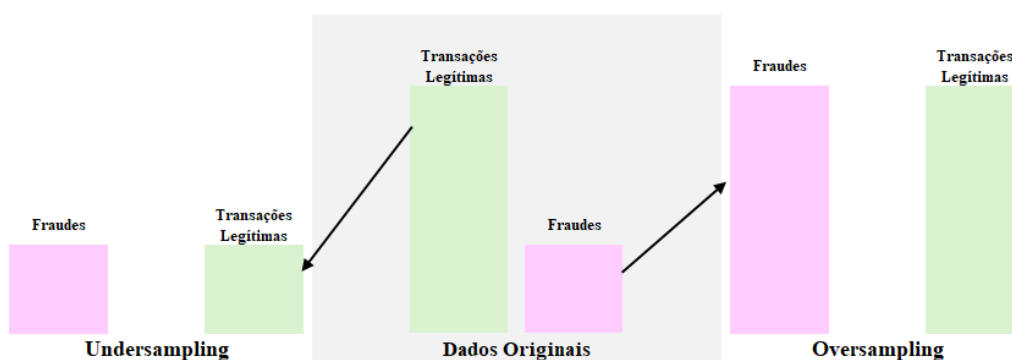 Fraudes
Transações
Legítimas
Undersampling
Transações
Legítimas
Fraudes
Dados Originais
Fraudes
Transações
Legítimas
Oversampling